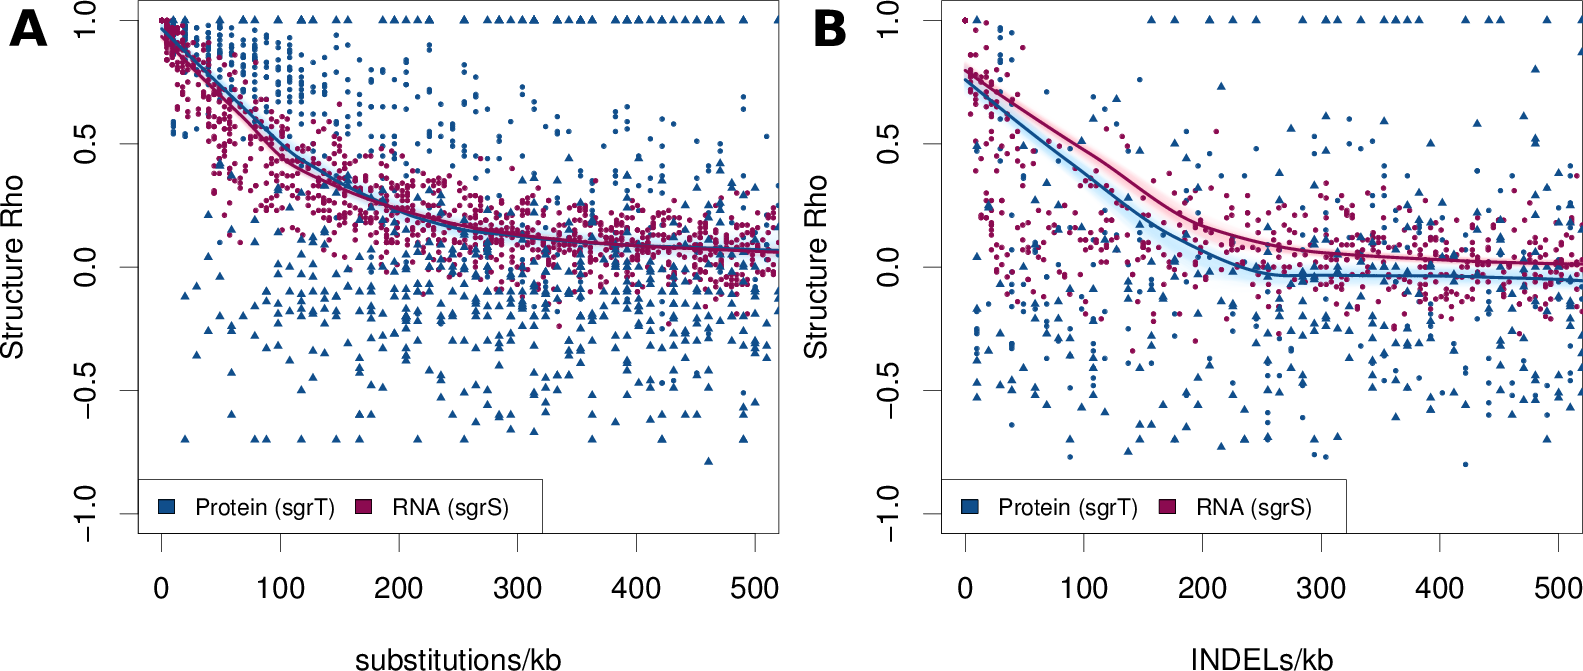 A
Structure Rho
1.0
0.5
0.0
−0.5
−1.0
Protein (sgrT) RNA (sgrS)
0 100 200 300 400 500
substitutions/kb
B
Structure Rho
1.0
0.5
0.0
−0.5
−1.0
Protein (sgrT) RNA (sgrS)
0 100 200 300 400 500
INDELs/kb